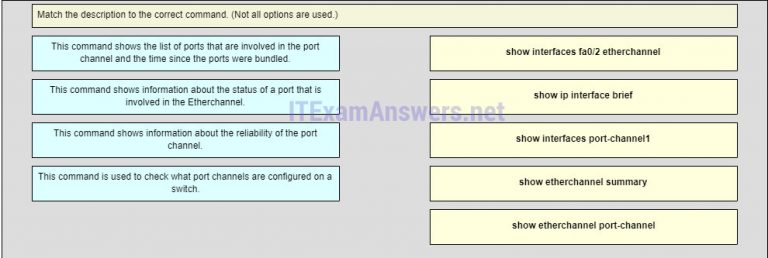 Match the description to the correct command. (Not all options are used.)
This command shows the list of ports that are involved in the port
channel and the time since the ports were bundled.
show interfaces fa0/2 etherchannel
This command shows information about the status of a port that is
involved in the Etherchannel.
show ip interface brief
ITExamAnswers.net
This command shows information about the reliability of the port
channel.
show interfaces port-channel1
This command is used to check what port channels are configured on a
switch.
show etherchannel summary
show etherchannel port-channel